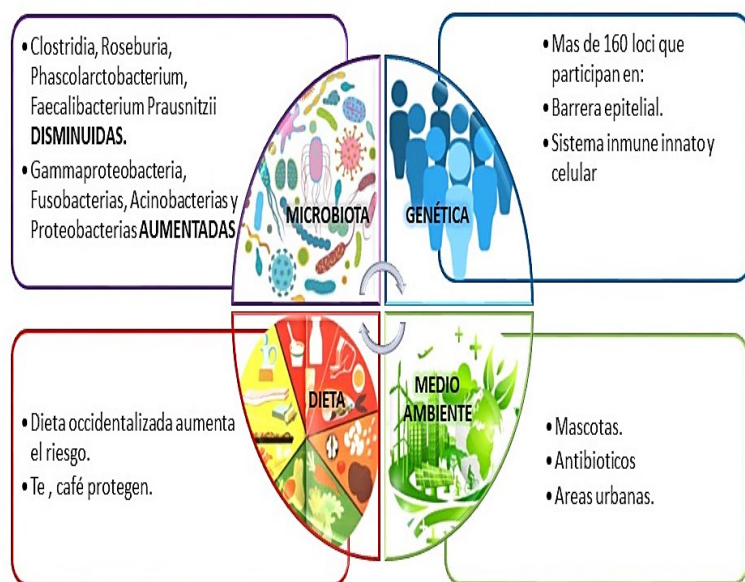 • Clostridia, Roseburia,
Phascolarctobacterium,
Faecalibacterium Prausnitzii
DISMINUIDAS.
• Gammaproteobacteria,
Fusobacterias, Acinobacterias y
Proteobacterias AUMENTADAS
MICROBIOTA
GENÉTICA
• Mas de 160 loci que
participan en:
• Barrera epitelial.
• Sistema inmune innato y
celular
• Dieta occidentalizada aumenta
el riesgo.
• Te , café protegen.
DIETA
MEDIO
AMBIENTE
• Mascotas.
• Antibioticos
• Areas urbanas.